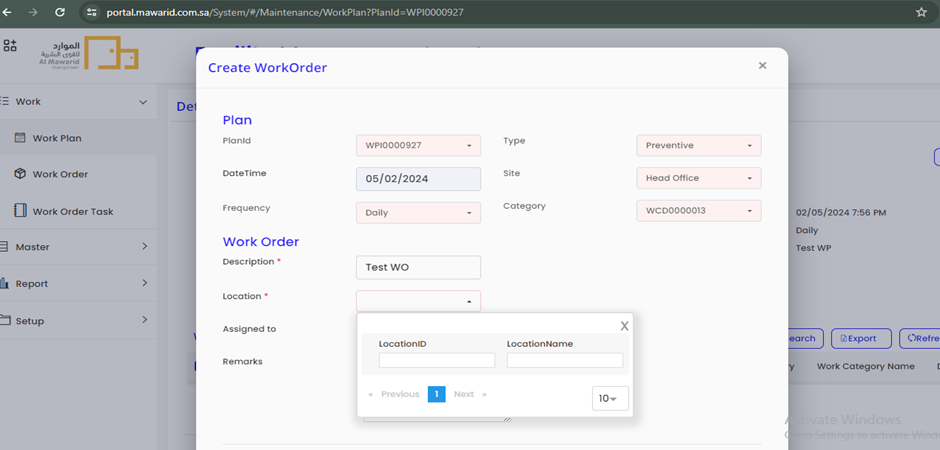 portal.mawarid.com.sa/System/#/Maintenance/WorkPlan?PlanId=WPI0000927
الموارد
القوى البشرية
Al Mawarid
Create WorkOrder
×
Work
Plan
PlanId
WPI0000927
Type
Preventive
Work Plan
DateTime
05/02/2024
Site
Head Office
Work Order
Frequency
Daily
Category
WCD0000013
02/05/2024 7:56 PM
Work Order Task
Daily
Work Order
Test WP
Master
Description *
Test WO
Report
Location *
Setup
Assigned to
X
LocationID
LocationName
Export
Remarks
Work Category Name
« Previous 1 Next »
10
Activate Windows
Go to Settings to activate Wind